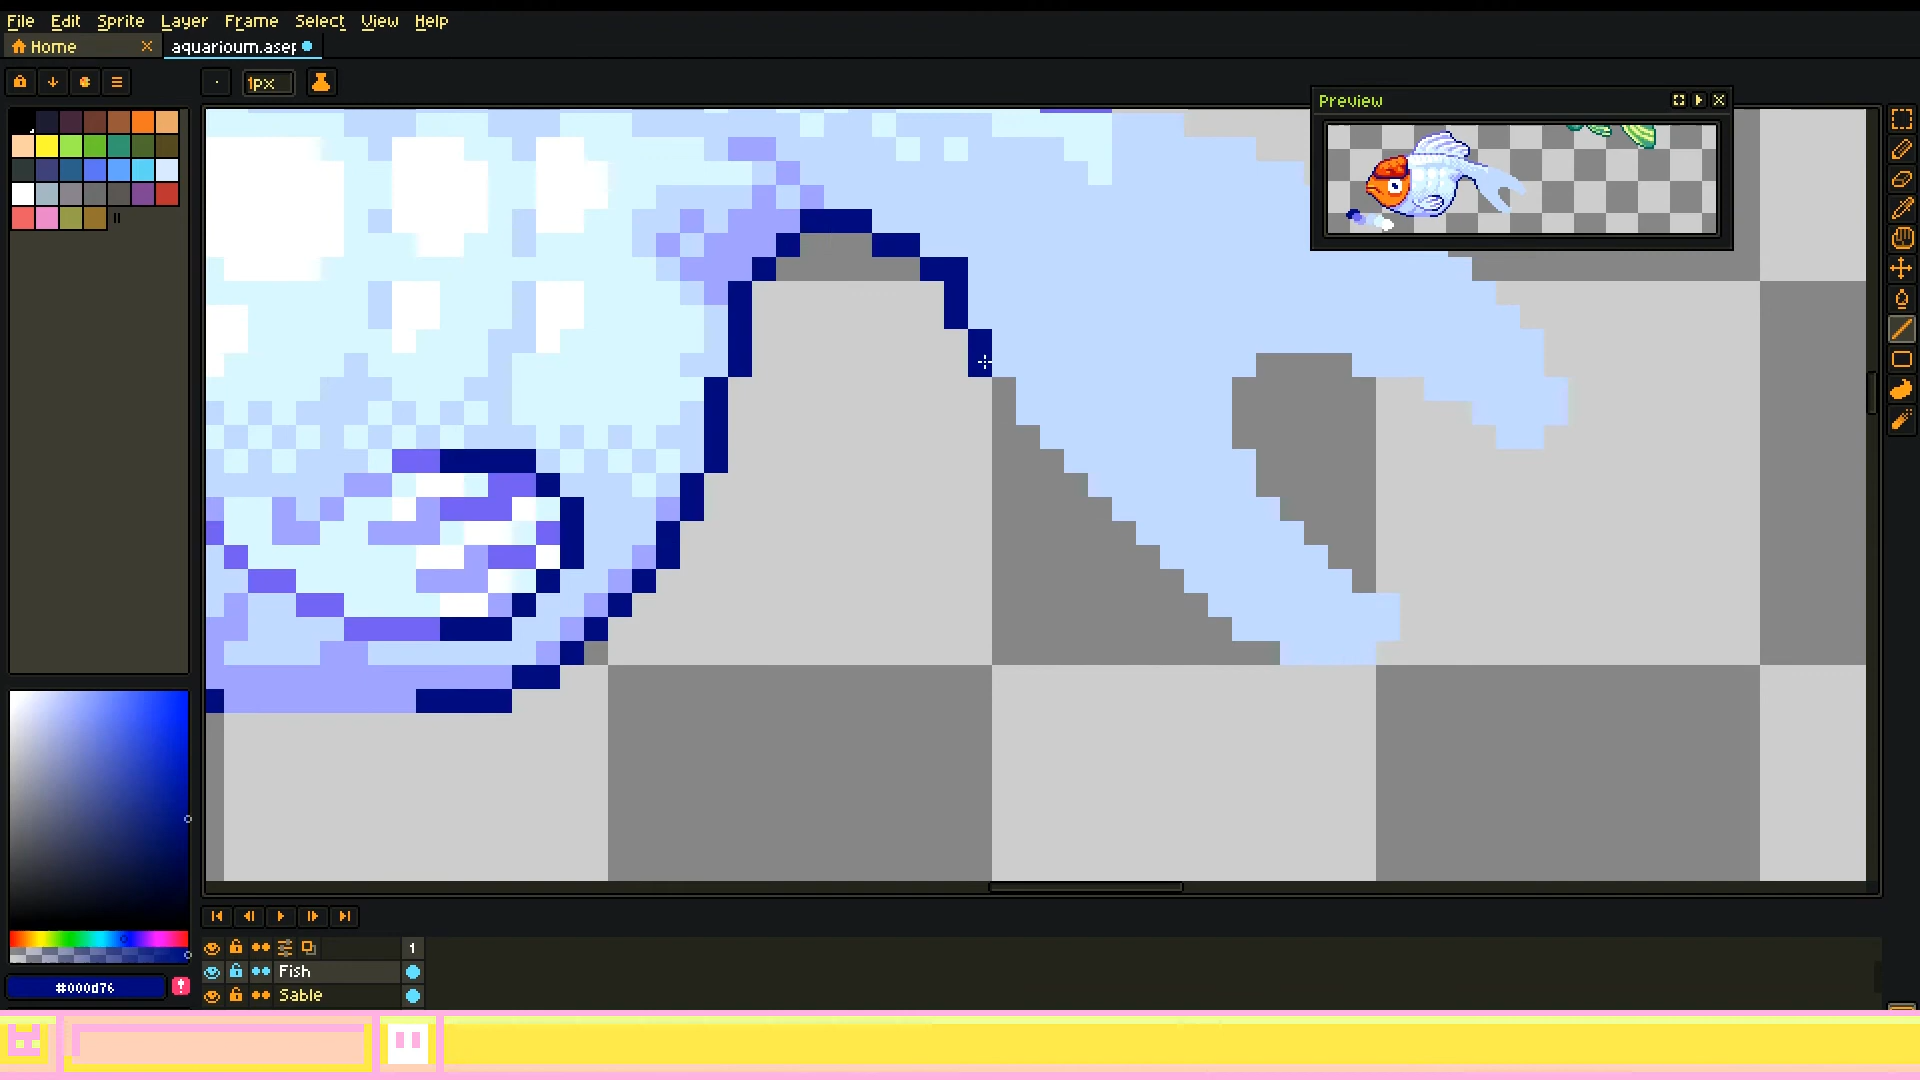 File Edit Sprite Layer Frame Select View Help
Home aquarioum.asep
1px
Preview
1
Fish
Sable
#000d76